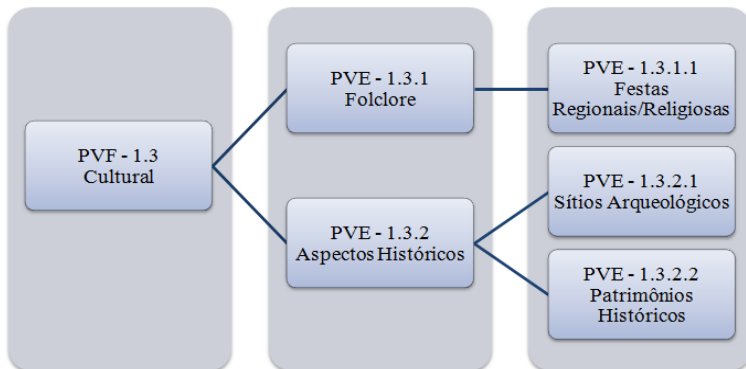 PVF - 1.3
Cultural
PVE - 1.3.1
Folclore
PVE - 1.3.2
Aspectos Históricos
PVE - 1.3.1.1
Festas
Regionais/Religiosas
PVE - 1.3.2.1
Sítios Arqueológicos
PVE - 1.3.2.2
Patrimônios
Históricos